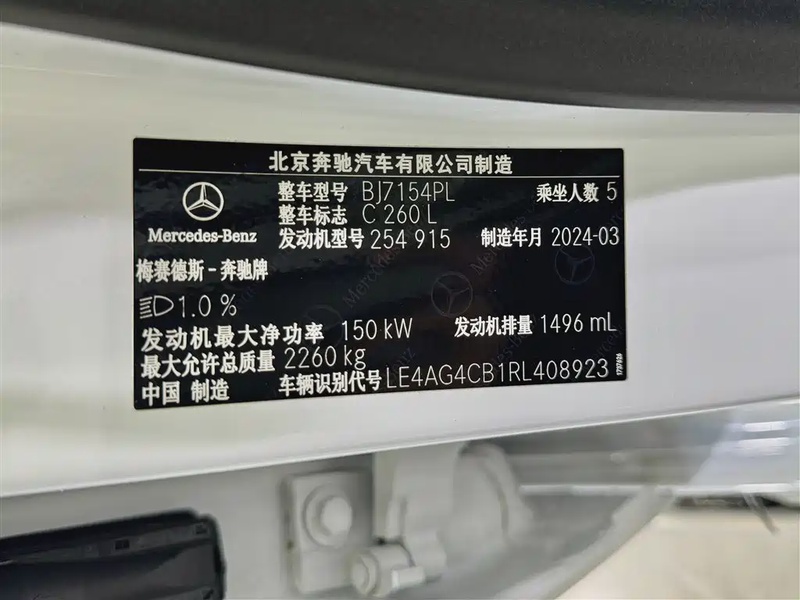 北京奔驰汽车有限公司制造
整车型号 BJ7154PL 乘坐人数 5
整车标志 C 260 L
Mercedes-Benz 发动机型号 254 915 制造年月 2024-03
梅赛德斯-奔驰牌
1.0 %
发动机最大净功率 150 kW 发动机排量 1496 mL
最大允许总质量 2260 kg
中国 制造 车辆识别代号 LE4AG4CB1RL408923